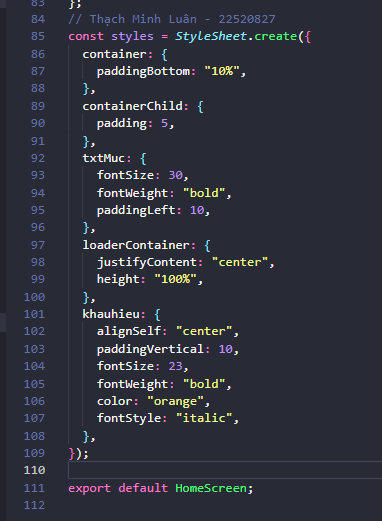 83 };
84 // Thạch Minh Luân - 22520827
85 const styles = StyleSheet.create({
86   container: {
87     paddingBottom: "10%",
88   },
89   containerChild: {
90     padding: 5,
91   },
92   txtMuc: {
93     fontSize: 30,
94     fontWeight: "bold",
95     paddingLeft: 10,
96   },
97   loaderContainer: {
98     justifyContent: "center",
99     height: "100%",
100   },
101   khauhieu: {
102     alignSelf: "center",
103     paddingVertical: 10,
104     fontSize: 23,
105     fontWeight: "bold",
106     color: "orange",
107     fontStyle: "italic",
108   },
109 });
110
111 export default HomeScreen;
112